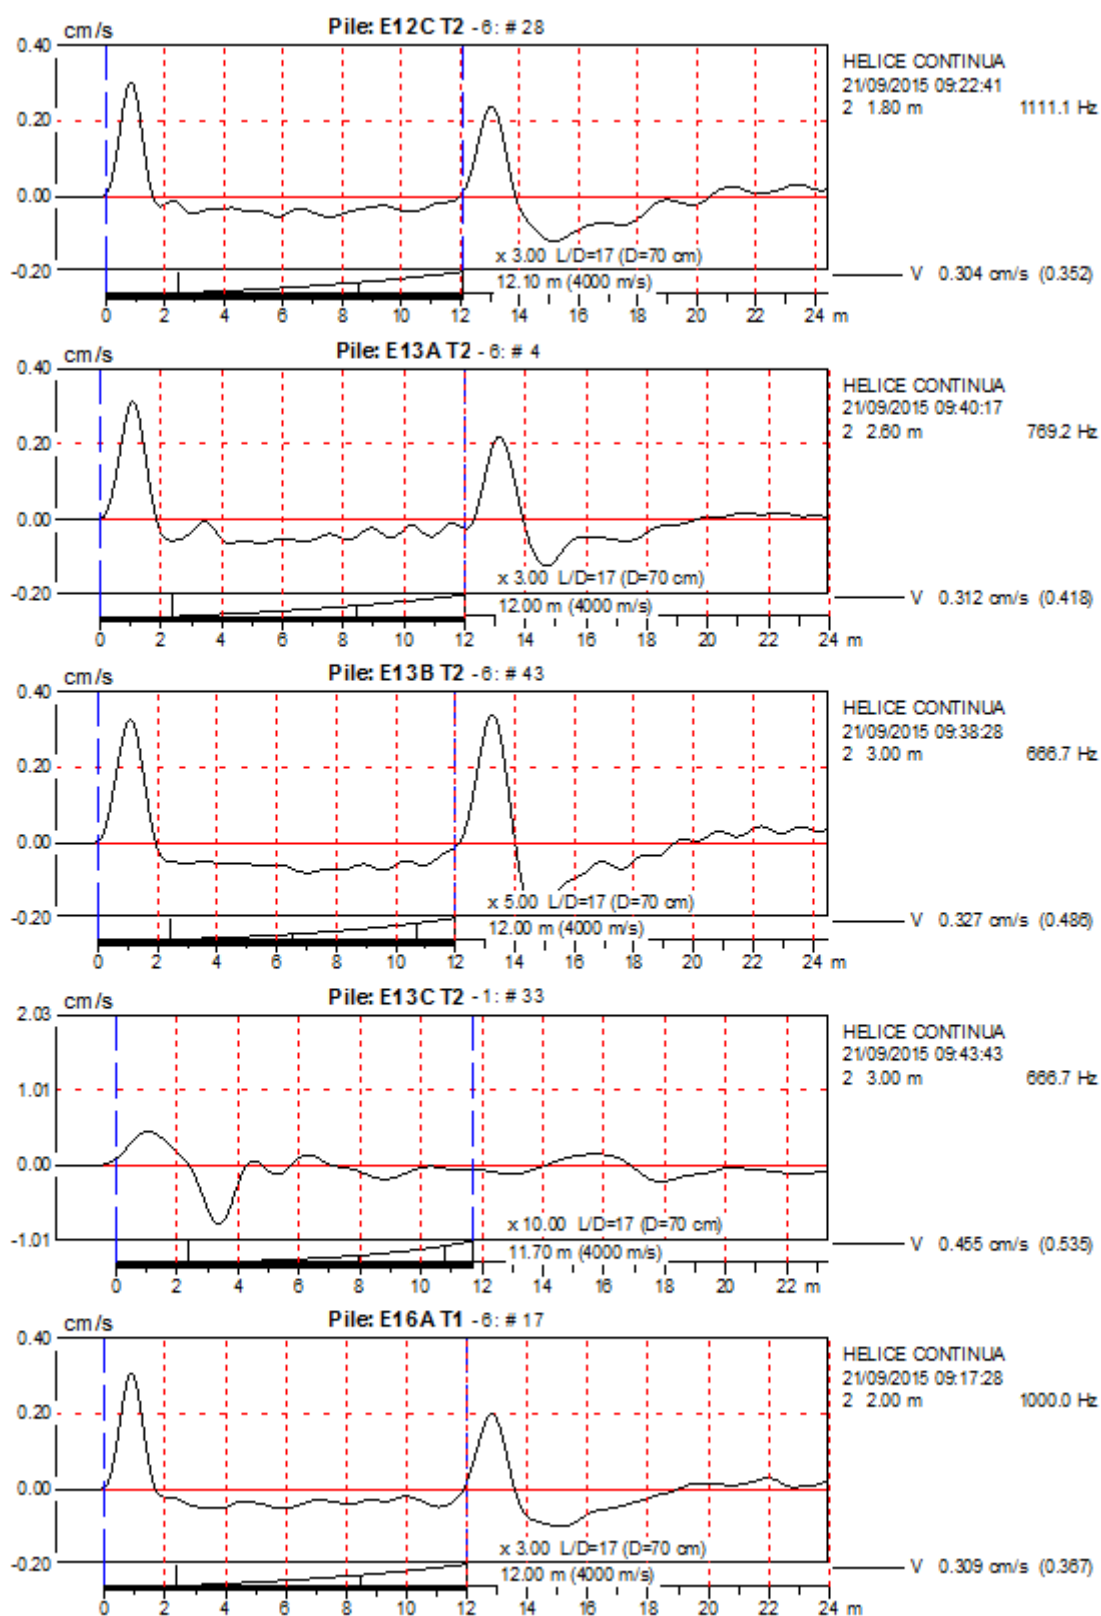 cm/s
Pile: E12C T2 - 6: # 28
0.40
0.20
0.00
-0.20
HELICE CONTINUA
21/09/2015 09:22:41
2 1.80 m 1111.1 Hz
x 3.00 L/D=17 (D=70 cm)
12.10 m (4000 m/s)
V 0.304 cm/s (0.352)
0 2 4 6 8 10 12 14 16 18 20 22 24 m
cm/s
Pile: E13A T2 - 6: # 4
0.40
0.20
0.00
-0.20
HELICE CONTINUA
21/09/2015 09:40:17
2 2.60 m 769.2 Hz
x 3.00 L/D=17 (D=70 cm)
12.00 m (4000 m/s)
V 0.312 cm/s (0.418)
0 2 4 6 8 10 12 14 16 18 20 22 24 m
cm/s
Pile: E13B T2 - 6: # 43
0.40
0.20
0.00
-0.20
HELICE CONTINUA
21/09/2015 09:38:28
2 3.00 m 666.7 Hz
x 5.00 L/D=17 (D=70 cm)
12.00 m (4000 m/s)
V 0.327 cm/s (0.486)
0 2 4 6 8 10 12 14 16 18 20 22 24 m
cm/s
Pile: E13C T2 - 1: # 33
2.03
1.01
0.00
-1.01
HELICE CONTINUA
21/09/2015 09:43:43
2 3.00 m 666.7 Hz
x 10.00 L/D=17 (D=70 cm)
11.70 m (4000 m/s)
V 0.455 cm/s (0.535)
0 2 4 6 8 10 12 14 16 18 20 22 m
cm/s
Pile: E16A T1 - 6: # 17
0.40
0.20
0.00
-0.20
HELICE CONTINUA
21/09/2015 09:17:28
2 2.00 m 1000.0 Hz
x 3.00 L/D=17 (D=70 cm)
12.00 m (4000 m/s)
V 0.309 cm/s (0.367)
0 2 4 6 8 10 12 14 16 18 20 22 24 m